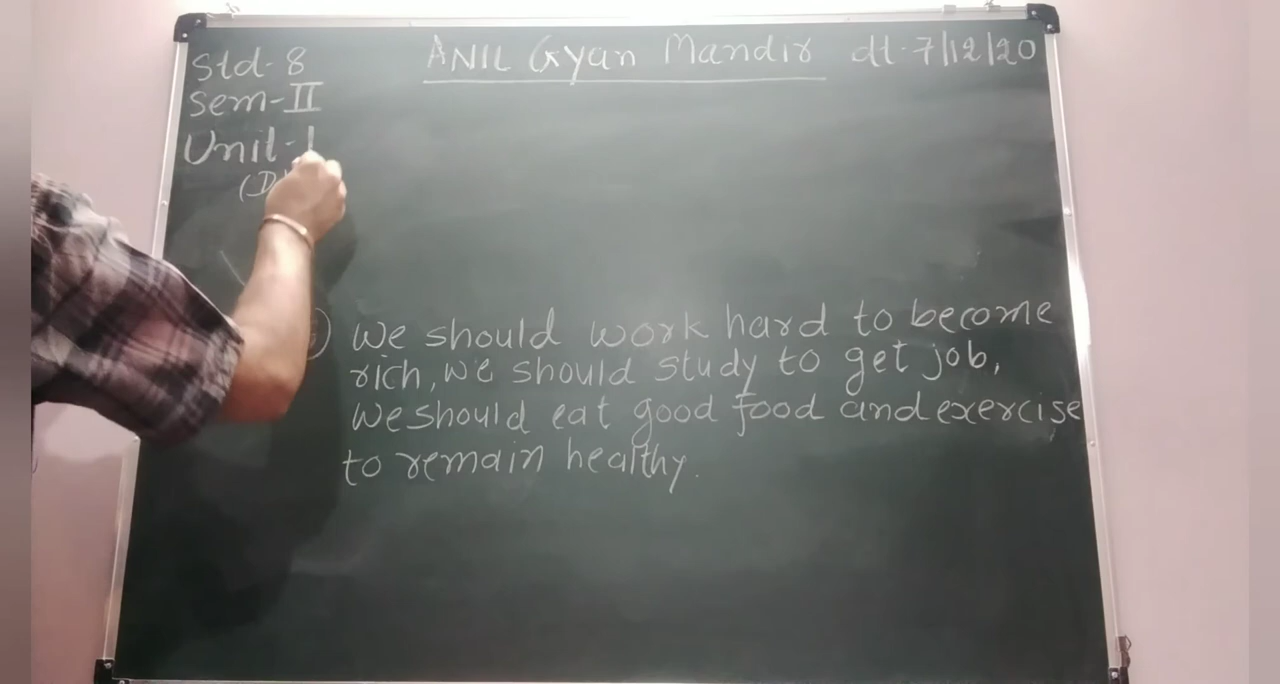 Std-8
ANIL Gyan Mandir dt-7/12/20
Sem-II
Unit-1
(D
we should work hard to become
rich, we should study to get job,
we should eat good food and exercise
to remain healthy.